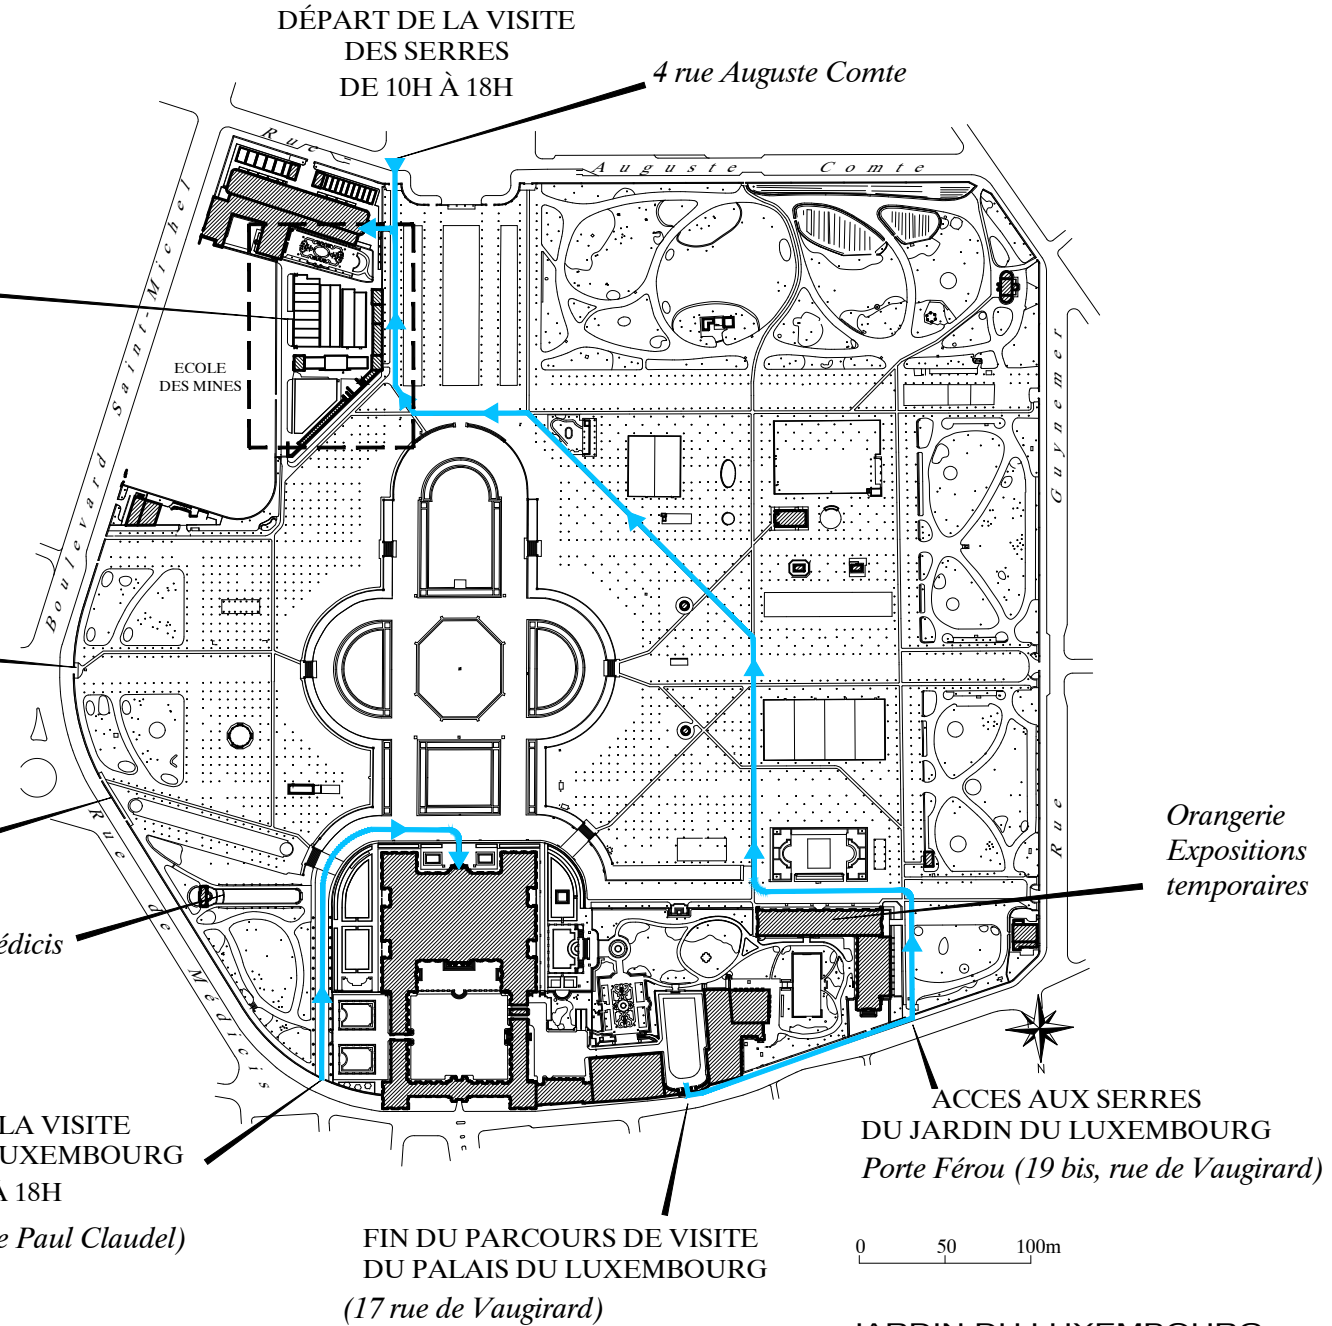 DÉPART DE LA VISITE
DES SERRES
DE 10H À 18H
4 rue Auguste Comte
Rue
Auguste Comte
Boulevard Saint-Michel
ECOLE
DES MINES
Rue Guynemer
Orangerie
Expositions
temporaires
Rue de Médicis
édicis
N
ACCES AUX SERRES
DU JARDIN DU LUXEMBOURG
Porte Férou (19 bis, rue de Vaugirard)
LA VISITE
UXEMBOURG
À 18H
e Paul Claudel)
FIN DU PARCOURS DE VISITE
DU PALAIS DU LUXEMBOURG
(17 rue de Vaugirard)
0 50 100m
JARDIN DU LUXEMBOURG